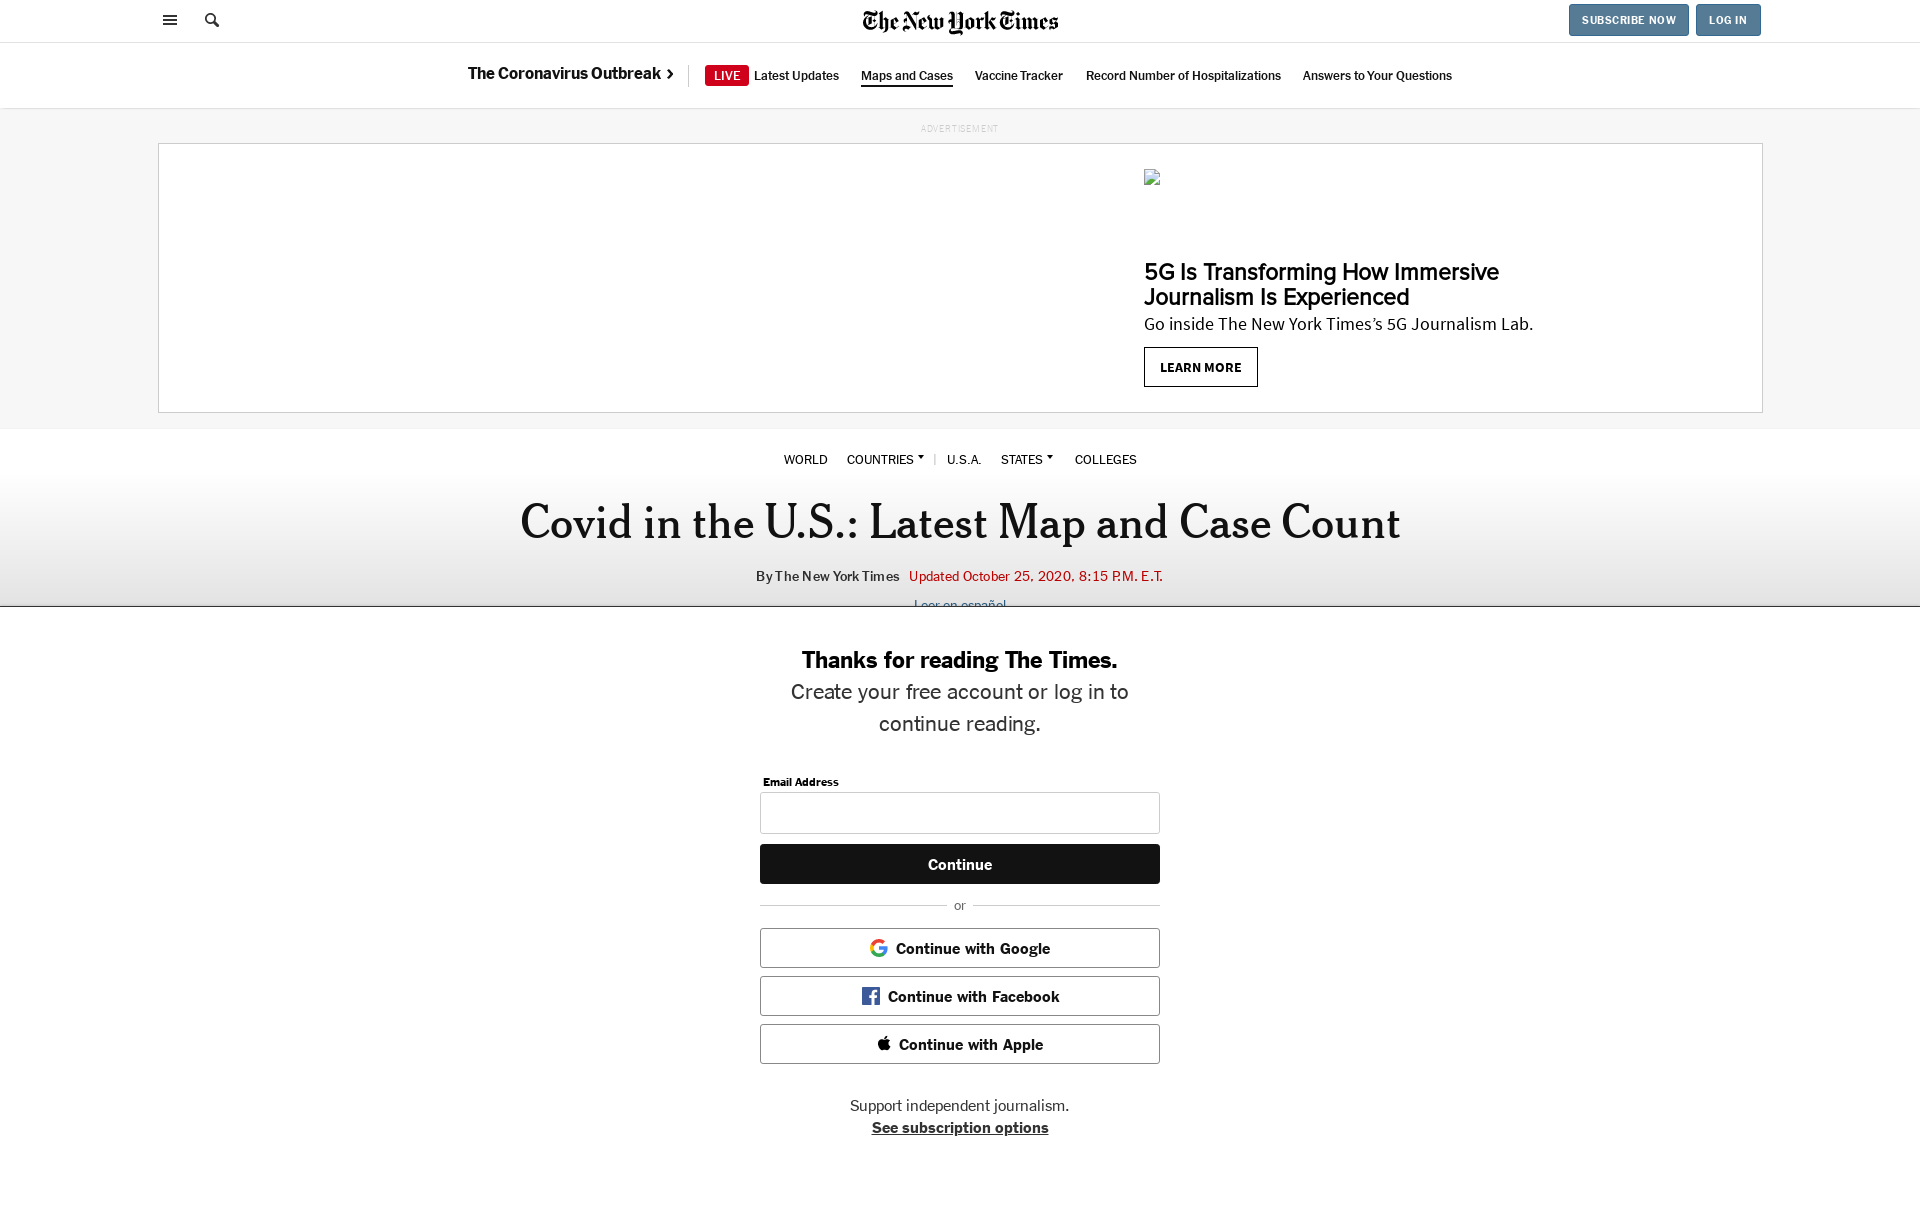 The New York Times
SUBSCRIBE NOW
LOG IN
The Coronavirus Outbreak
LIVE Latest Updates
Maps and Cases
Vaccine Tracker
Record Number of Hospitalizations
Answers to Your Questions
ADVERTISEMENT
5G Is Transforming How Immersive
Journalism Is Experienced
Go inside The New York Times’s 5G Journalism Lab.
LEARN MORE
WORLD
COUNTRIES
U.S.A.
STATES
COLLEGES
Covid in the U.S.: Latest Map and Case Count
By The New York Times Updated October 25, 2020, 8:15 P.M. E.T.
Leer en español
Thanks for reading The Times.
Create your free account or log in to
continue reading.
Email Address
Continue
or
Continue with Google
Continue with Facebook
Continue with Apple
Support independent journalism.
See subscription options